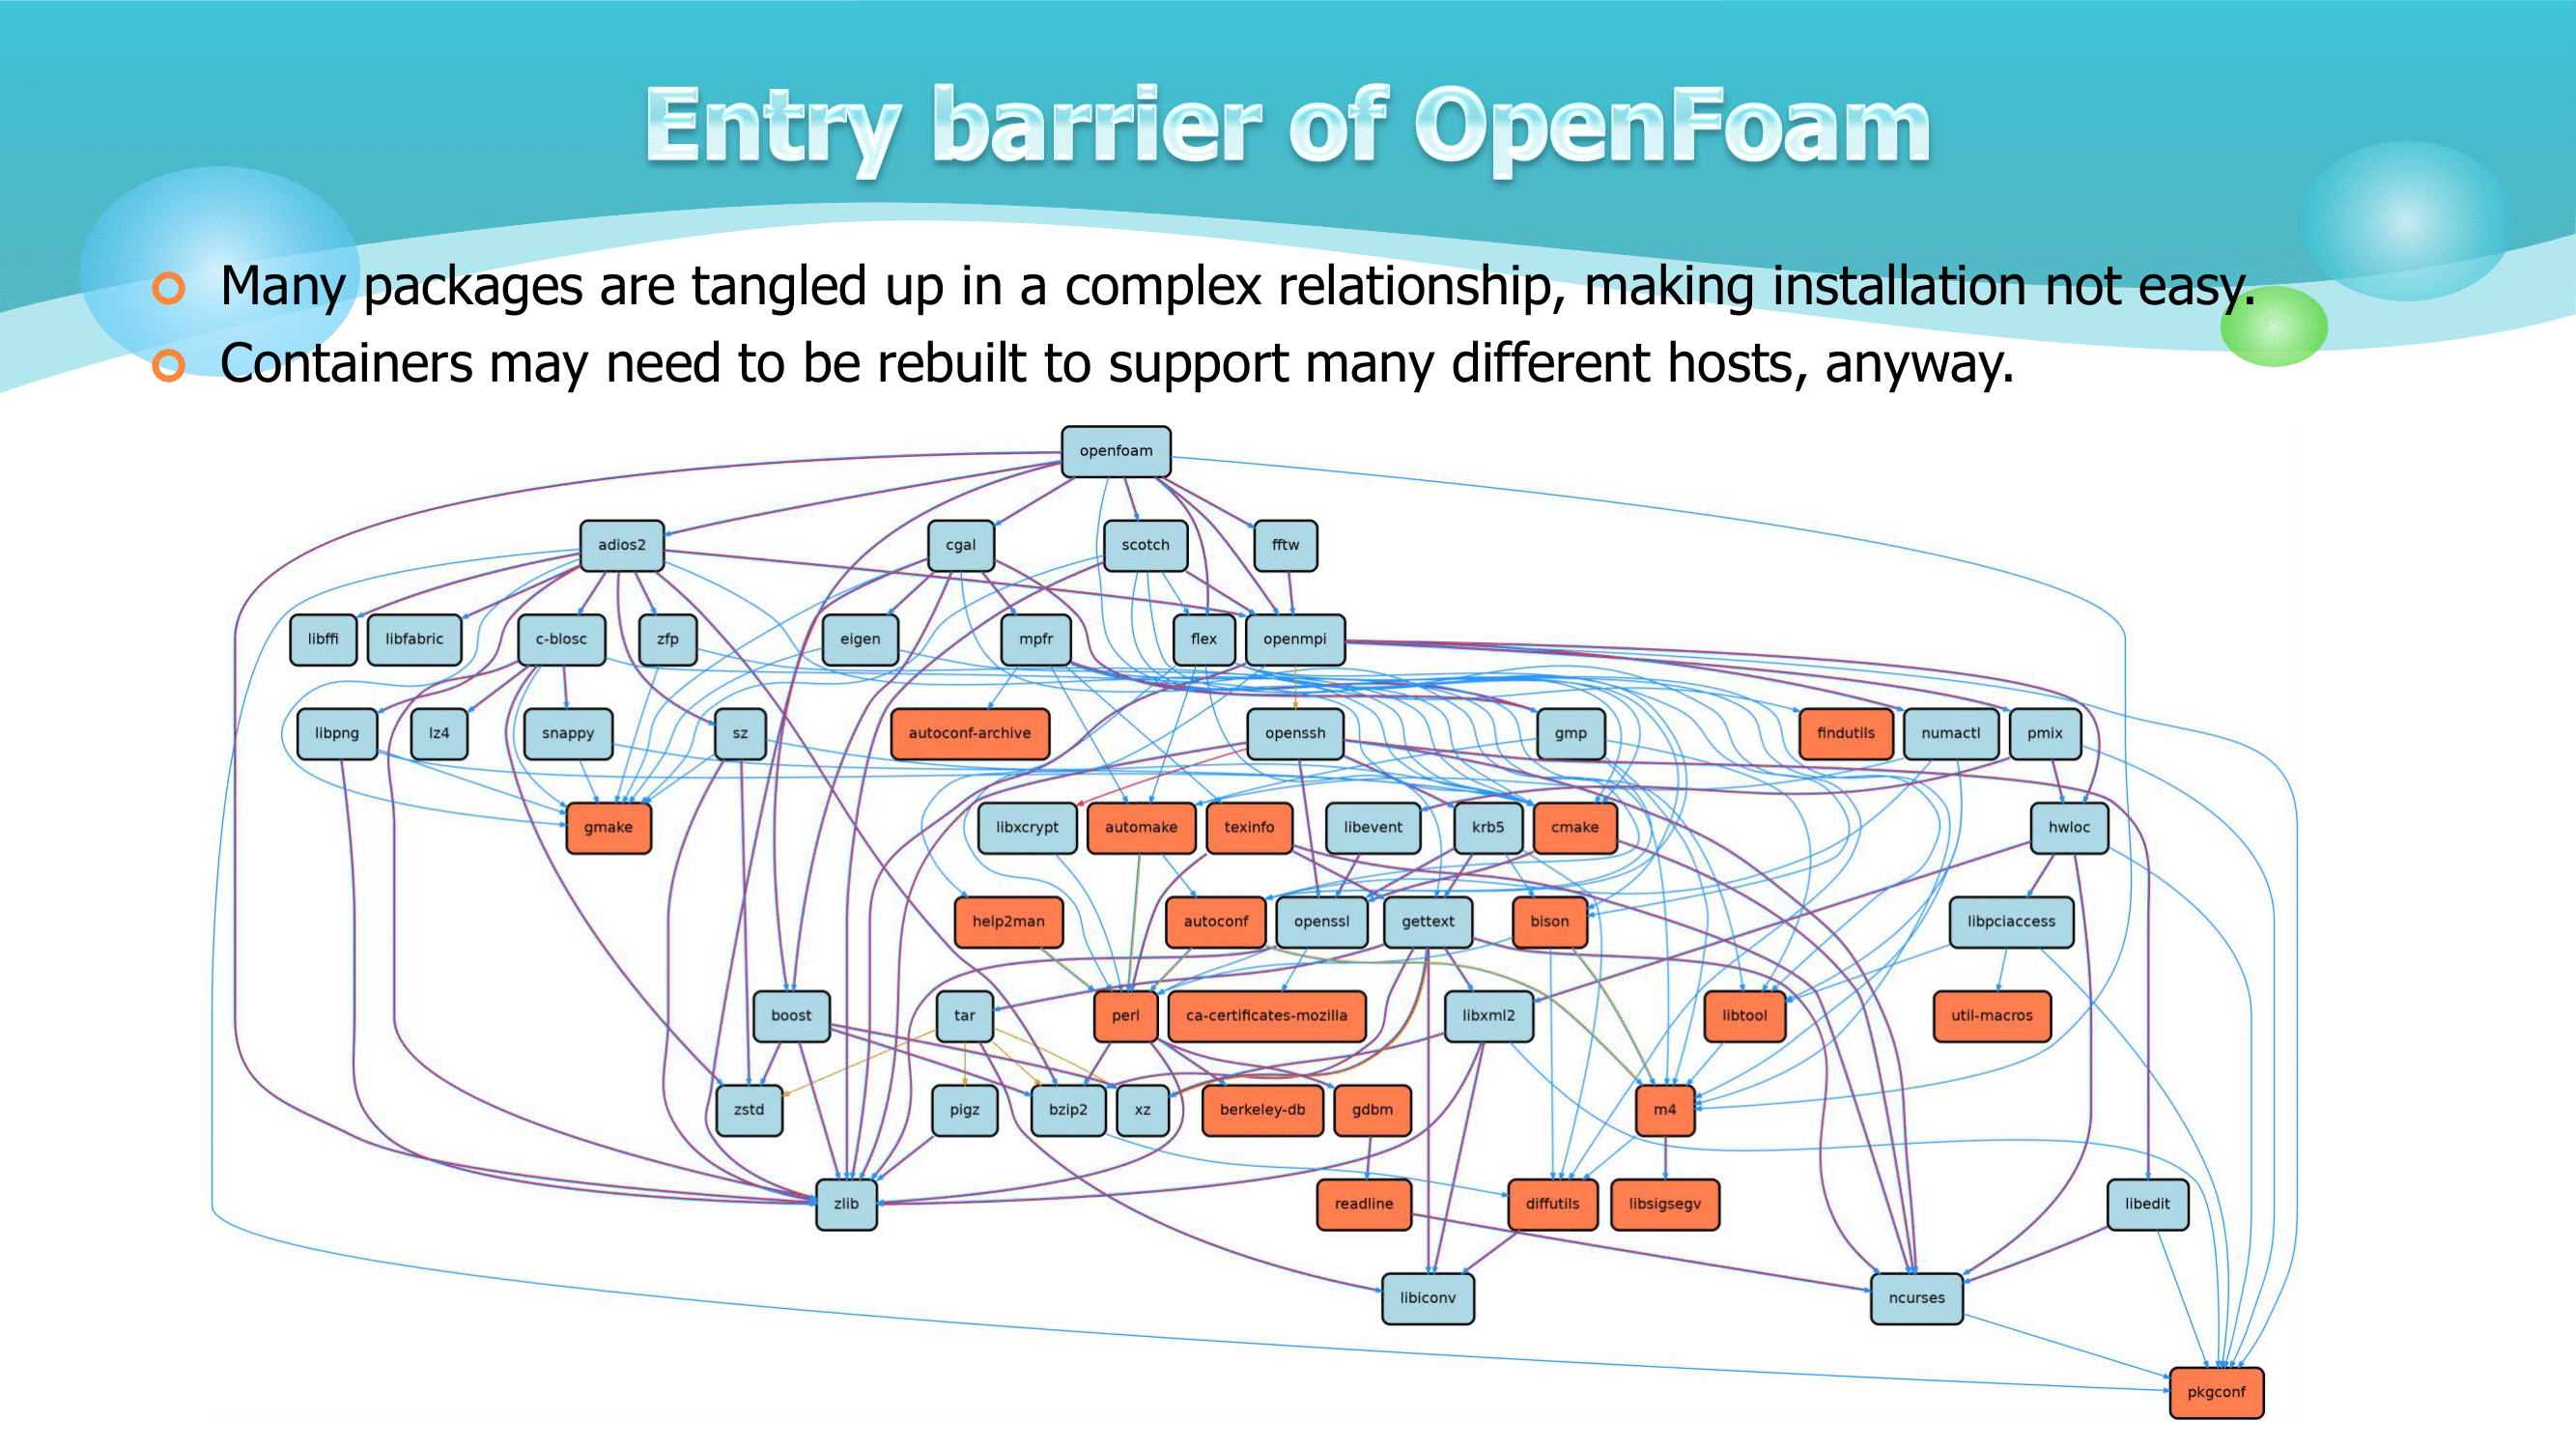 Entry barrier of OpenFoam
Many packages are tangled up in a complex relationship, making installation not easy.
Containers may need to be rebuilt to support many different hosts, anyway.
openfoam
adios2
cgal
scotch
fftw
libffi
libfabric
c-blosc
zfp
eigen
mpfr
flex
openmpi
libpng
lz4
snappy
sz
autoconf-archive
openssh
gmp
findutils
numactl
pmix
gmake
libxcrypt
automake
texinfo
libevent
krb5
cmake
hwloc
help2man
autoconf
openssl
gettext
bison
libpciaccess
boost
tar
perl
ca-certificates-mozilla
libxml2
libtool
util-macros
zstd
pigz
bzip2
xz
berkeley-db
gdbm
m4
zlib
readline
diffutils
libsigsegv
libedit
libiconv
ncurses
pkgconf